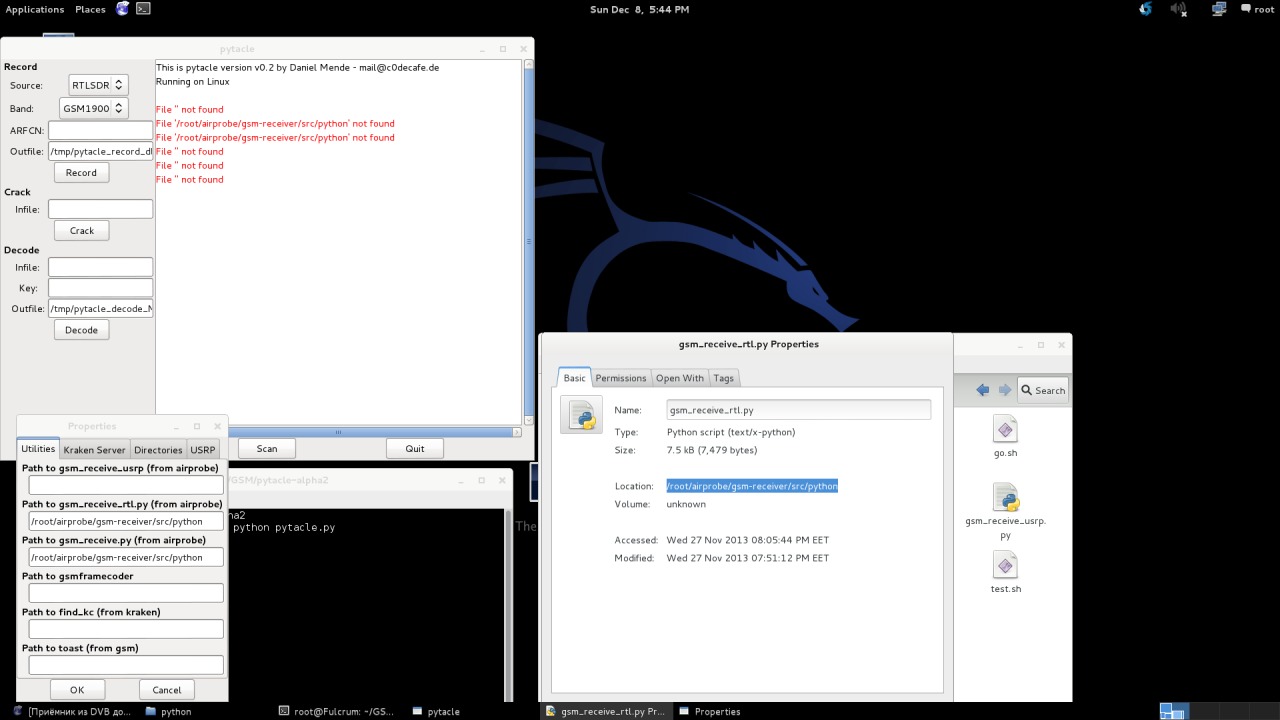 Applications Places
Sun Dec 8, 5:44 PM
root
pytacle
Record
Source: RTLSDR
Band: GSM1900
ARFCN:
Outfile: /tmp/pytacle_record_d
Record
Crack
Infile:
Crack
Decode
Infile:
Key:
Outfile: /tmp/pytacle_decode_
Decode
This is pytacle version v0.2 by Daniel Mende - mail@c0decafe.de
Running on Linux
File '' not found
File '/root/airprobe/gsm-receiver/src/python' not found
File '/root/airprobe/gsm-receiver/src/python' not found
File '' not found
File '' not found
File '' not found
Scan
Quit
Properties
Utilities Kraken Server Directories USRP
Path to gsm_receive_usrp (from airprobe)
Path to gsm_receive_rtl.py (from airprobe)
/root/airprobe/gsm-receiver/src/python
Path to gsm_receive.py (from airprobe)
/root/airprobe/gsm-receiver/src/python
Path to gsmframecoder
Path to find_kc (from kraken)
Path to toast (from gsm)
OK
Cancel
/GSM/pytacle-alpha2
ha2
python pytacle.py
The
gsm_receive_rtl.py Properties
Basic Permissions Open With Tags
Name: gsm_receive_rtl.py
Type: Python script (text/x-python)
Size: 7.5 kB (7,479 bytes)
Location: /root/airprobe/gsm-receiver/src/python
Volume: unknown
Accessed: Wed 27 Nov 2013 08:05:44 PM EET
Modified: Wed 27 Nov 2013 07:51:12 PM EET
Search
go.sh
gsm_receive_usrp.
py
test.sh
[Приёмник из DVB до...
python
root@Fulcrum: ~/GS...
pytacle
gsm_receive_rtl.py Pr...
Properties